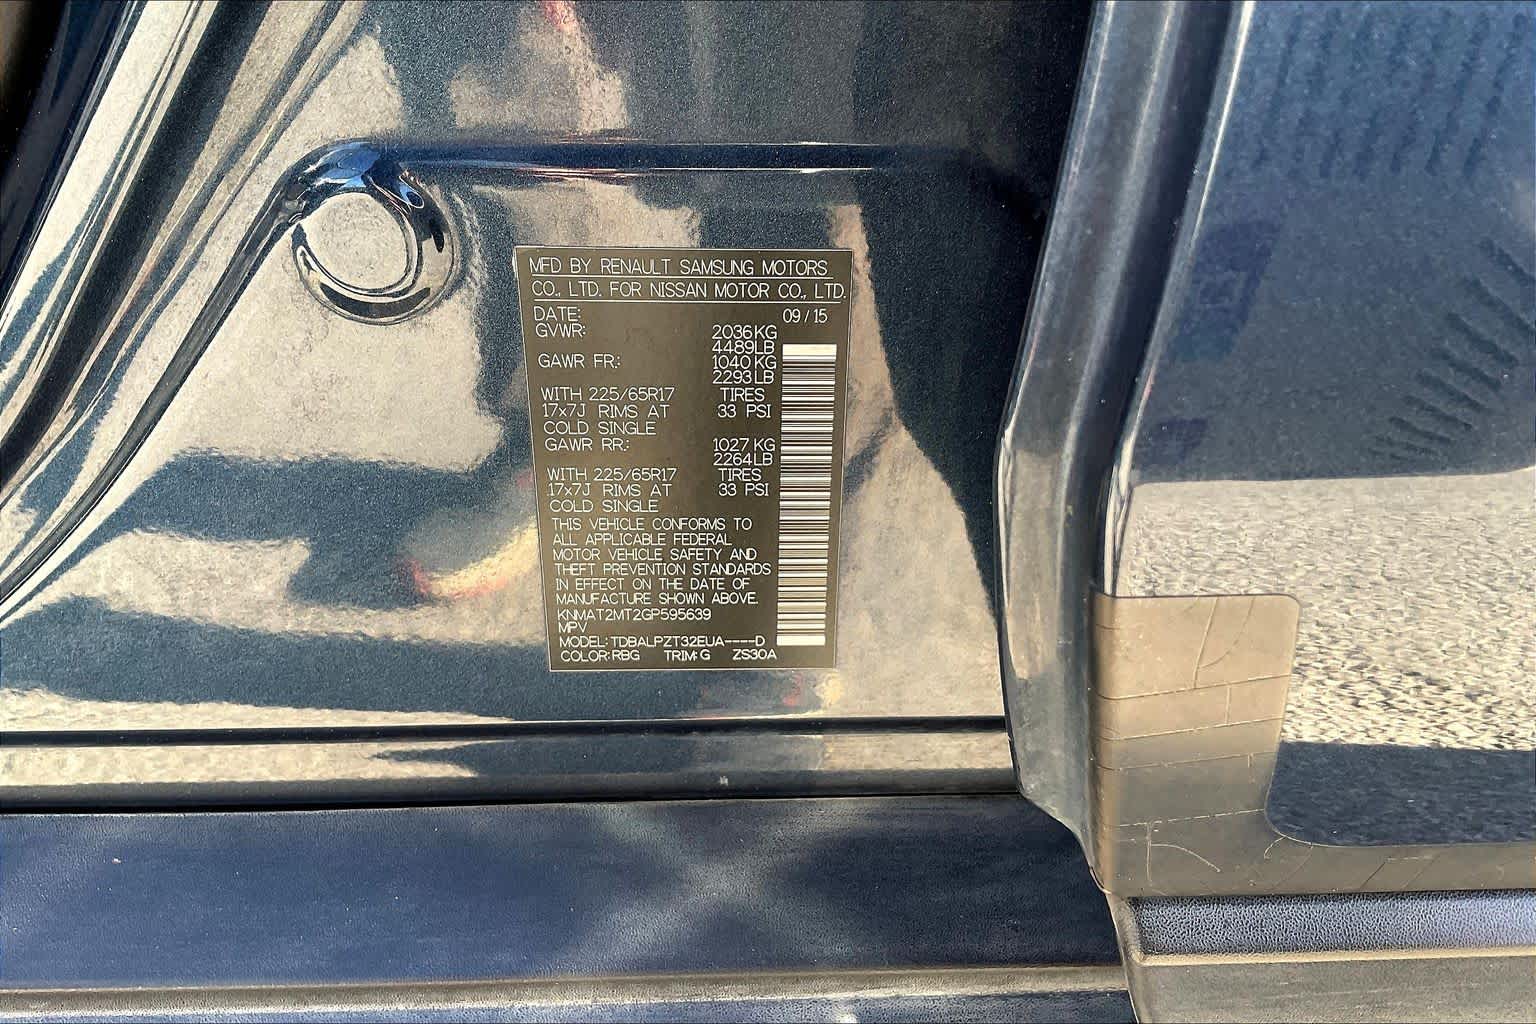 MFD BY RENAULT SAMSUNG MOTORS
CO., LTD. FOR NISSAN MOTOR CO., LTD.
DATE: 09 / 15
GVWR: 2036KG
4489LB
GAWR FR: 1040KG
2293LB
WITH 225/65R17 TIRES
17x7J RIMS AT 33 PSI
COLD SINGLE
GAWR RR: 1027KG
2264LB
WITH 225/65R17 TIRES
17x7J RIMS AT 33 PSI
COLD SINGLE
THIS VEHICLE CONFORMS TO
ALL APPLICABLE FEDERAL
MOTOR VEHICLE SAFETY AND
THEFT PREVENTION STANDARDS
IN EFFECT ON THE DATE OF
MANUFACTURE SHOWN ABOVE.
KNMAT2MT2GP595639
MPV
MODEL: TDBALPZT32EUA----D
COLOR: RBG TRIM: G ZS30A